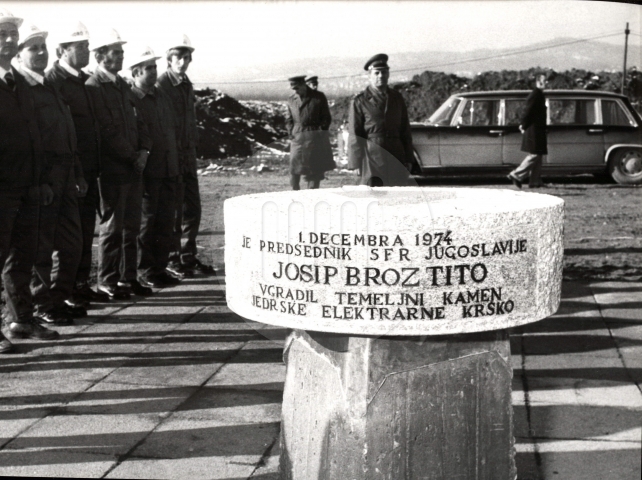 1. DECEMBRA 1974
JE PREDSEDNIK SFR JUGOSLAVIJE
JOSIP BROZ TITO
VGRADIL TEMELJNI KAMEN
JEDRSKE ELEKTRARNE KRŠKO